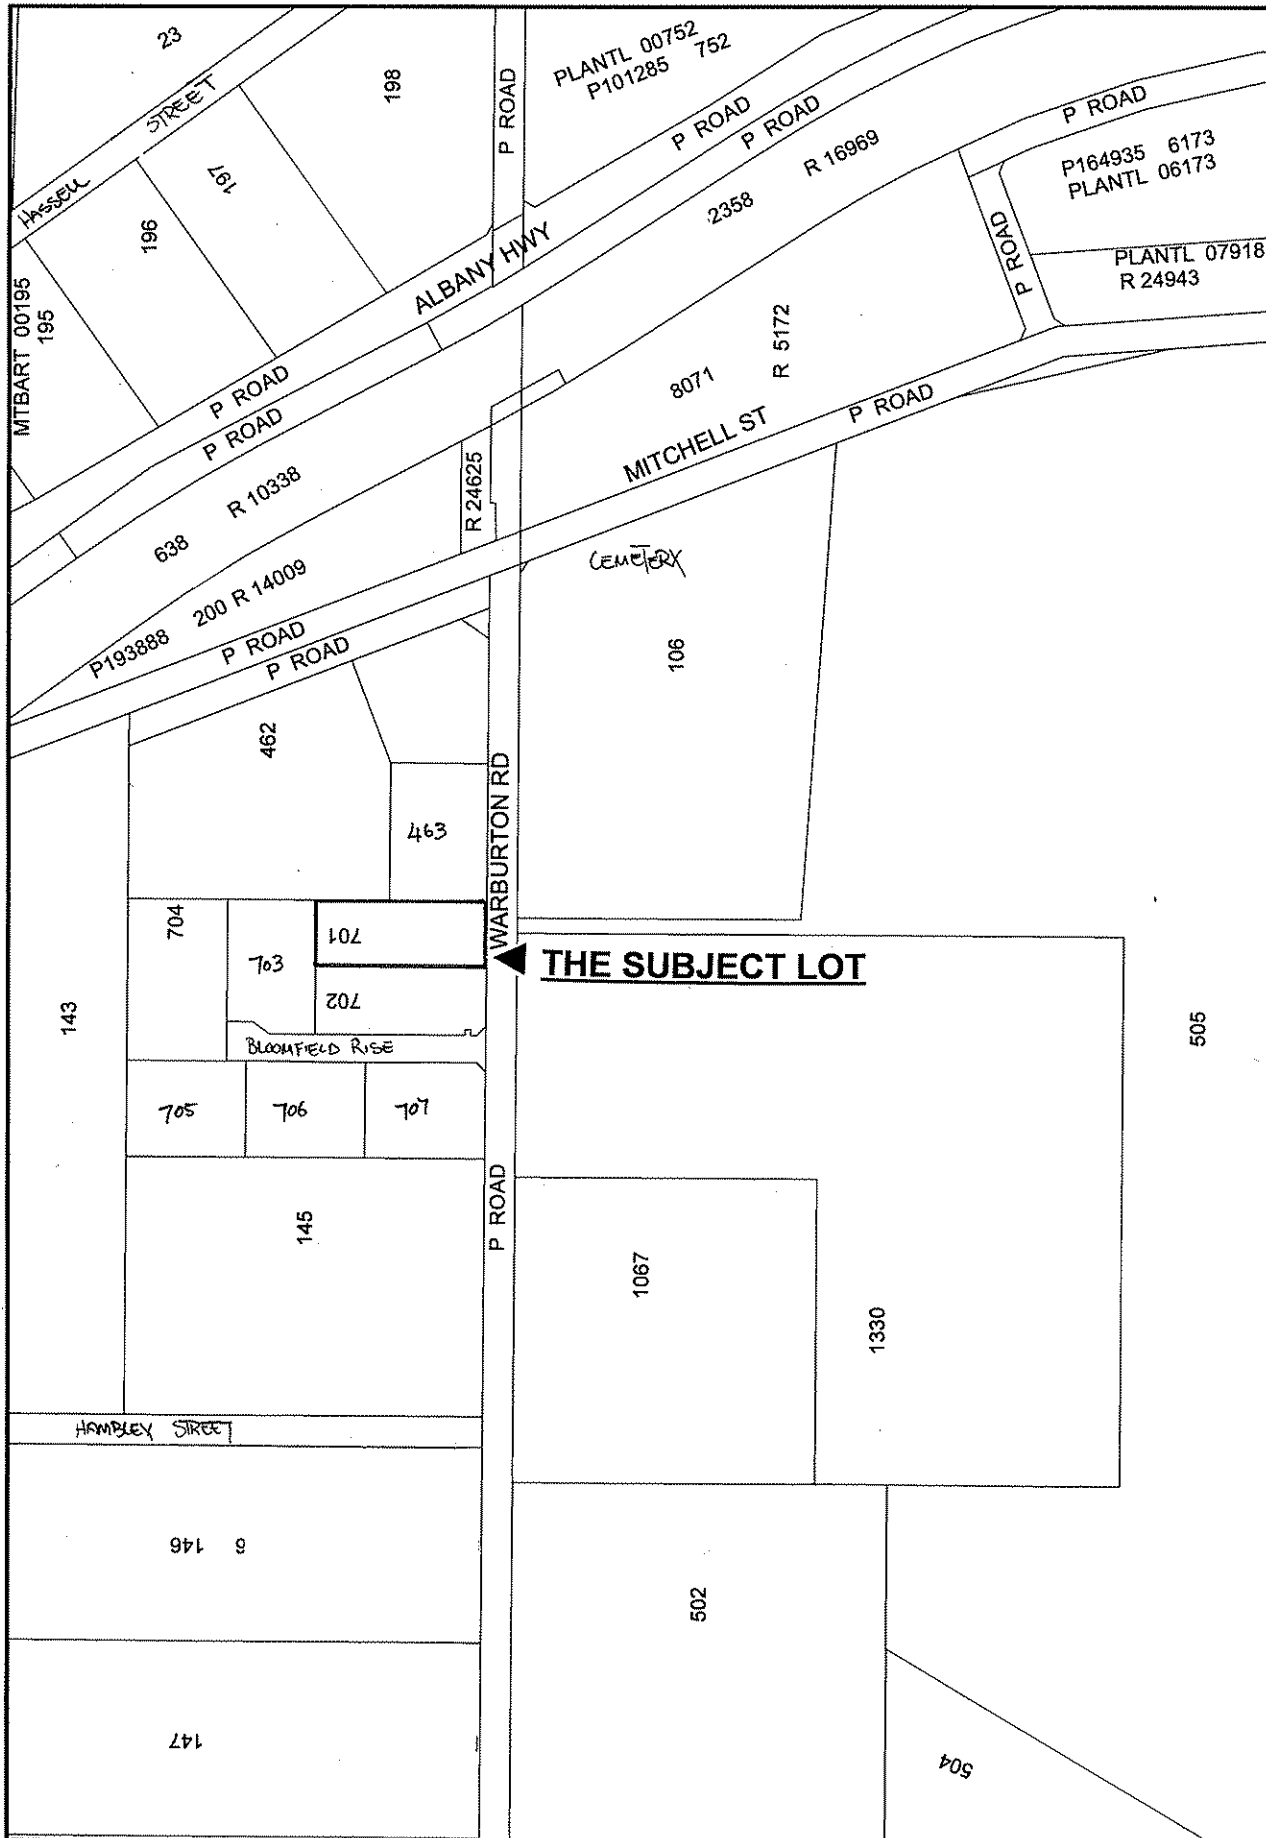 23
HASSELL STREET
198
197
196
MTBART 00195
195
P ROAD
PLANTL 00752
P101285 752
P ROAD
P ROAD
P ROAD
R 16969
2358
P164935 6173
PLANTL 06173
P ROAD
PLANTL 07918
R 24943
ALBANY HWY
P ROAD
P ROAD
R 5172
8071
MITCHELL ST
P ROAD
R 10338
638
R 24625
200 R 14009
P193888
P ROAD
P ROAD
CEMETERY
106
462
463
WARBURTON RD
704
703
701
702
THE SUBJECT LOT
143
505
BLOOMFIELD RISE
705
706
707
145
P ROAD
1067
1330
HAMBLEY STREET
146 6
502
147
504